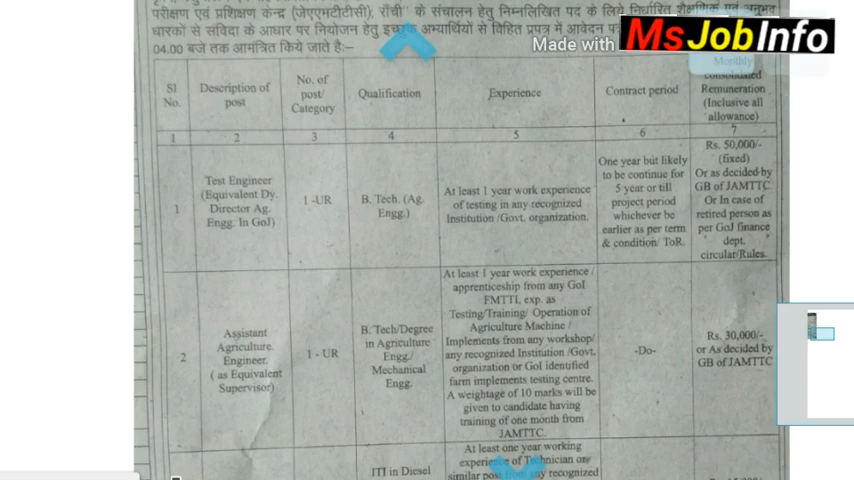 परीक्षण एवं प्रशिक्षण केन्द्र (जेएएमटीटीसी), राँची" के संचालन हेतु निम्नलिखित पद के लिये निर्धारित शैक्षणिक एवं अनुभव
धारकों से संविदा के आधार पर नियोजन हेतु इच्छुक अभ्यार्थियों से विहित प्रपत्र में आवेदन
04.00 बजे तक आमंत्रित किये जाते है:-
Made with
MsJobInfo
Sl No.
Description of post
No. of post/ Category
Qualification
Experience
Contract period
Monthly consolidated Remuneration (Inclusive all allowance)
1
2
3
4
5
6
7
1
Test Engineer
(Equivalent Dy.
Director Ag.
Engg. In GoJ)
1 -UR
B. Tech. (Ag.
Engg.)
At least 1 year work experience
of testing in any recognized
Institution /Govt. organization.
One year but likely
to be continue for
5 year or till
project period
whichever be
earlier as per term
& condition/ ToR.
Rs. 50,000/-
(fixed)
Or as decided by
GB of JAMTTC.
Or In case of
retired person as
per GoJ finance
dept.
circular/Rules.
2
Assistant
Agriculture.
Engineer.
( as Equivalent
Supervisor)
1 - UR
B. Tech/Degree
in Agriculture
Engg./
Mechanical
Engg.
At least 1 year work experience /
apprenticeship from any GoI
FMTTI, exp. as
Testing/Training/ Operation of
Agriculture Machine /
Implements from any workshop/
any recognized Institution /Govt.
organization or GoI identified
farm implements testing centre.
A weightage of 10 marks will be
given to candidate having
training of one month from
JAMTTC.
-Do-
Rs. 30,000/-
or As decided by
GB of JAMTTC
ITI in Diesel
At least one year working
experience of Technician on
similar post from any recognized